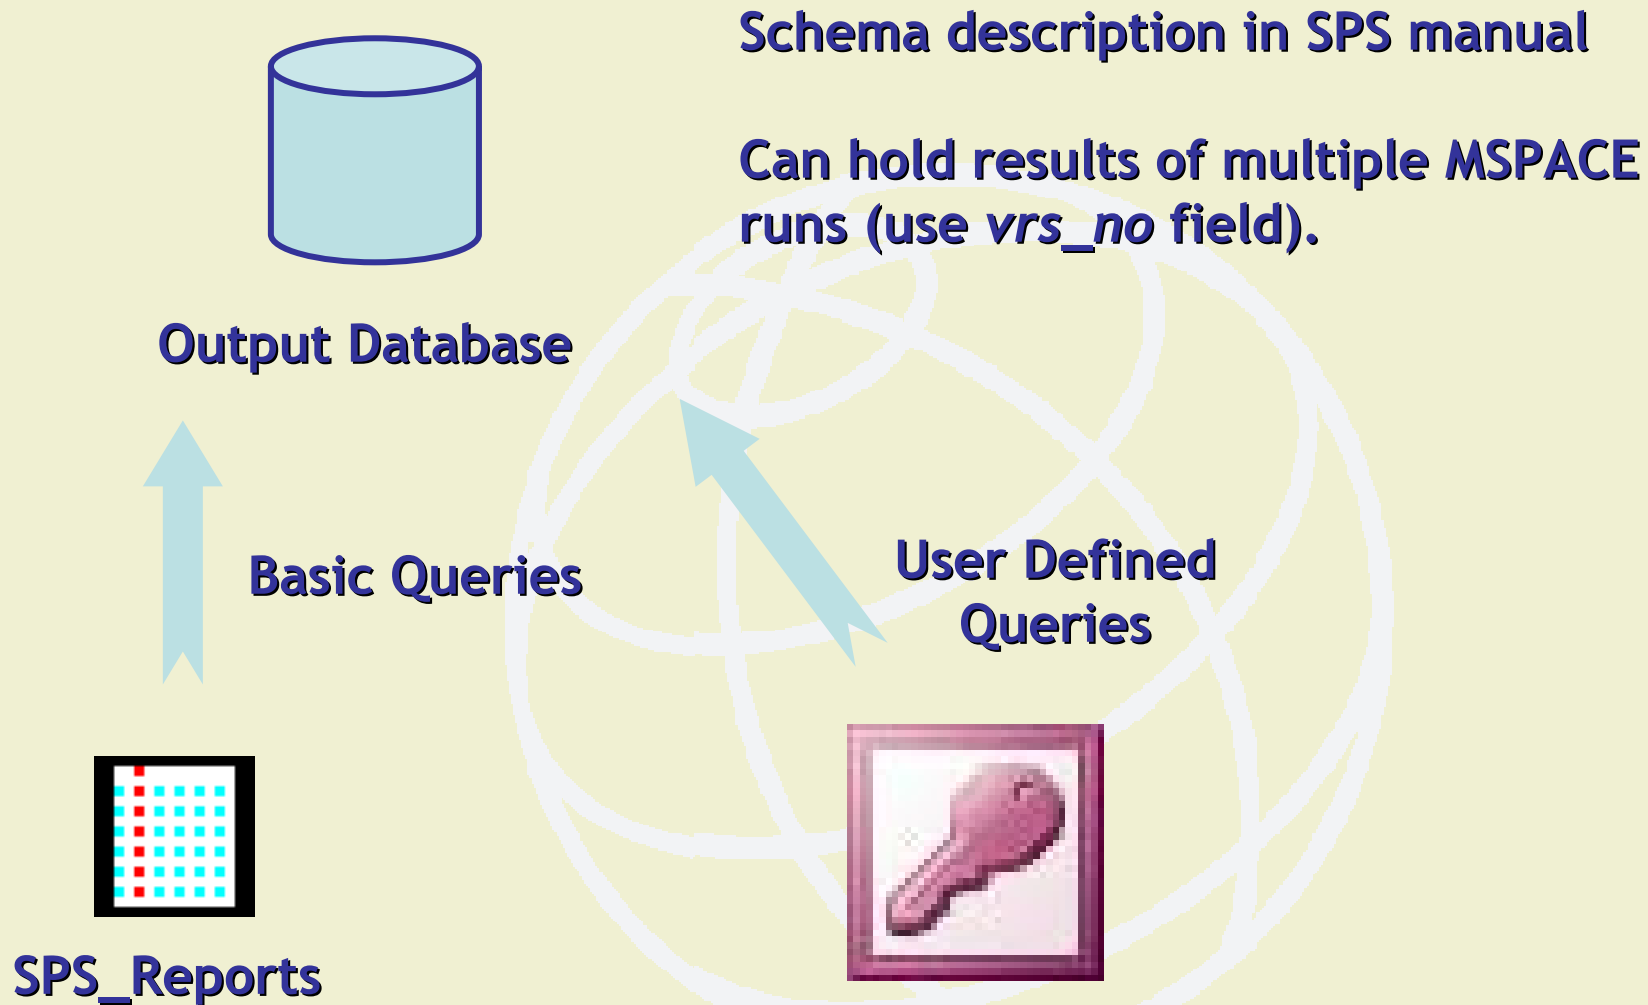 Schema description in SPS manual
Can hold results of multiple MSPACE
runs (use vrs_no field).
Output Database
Basic Queries
User Defined
Queries
SPS_Reports